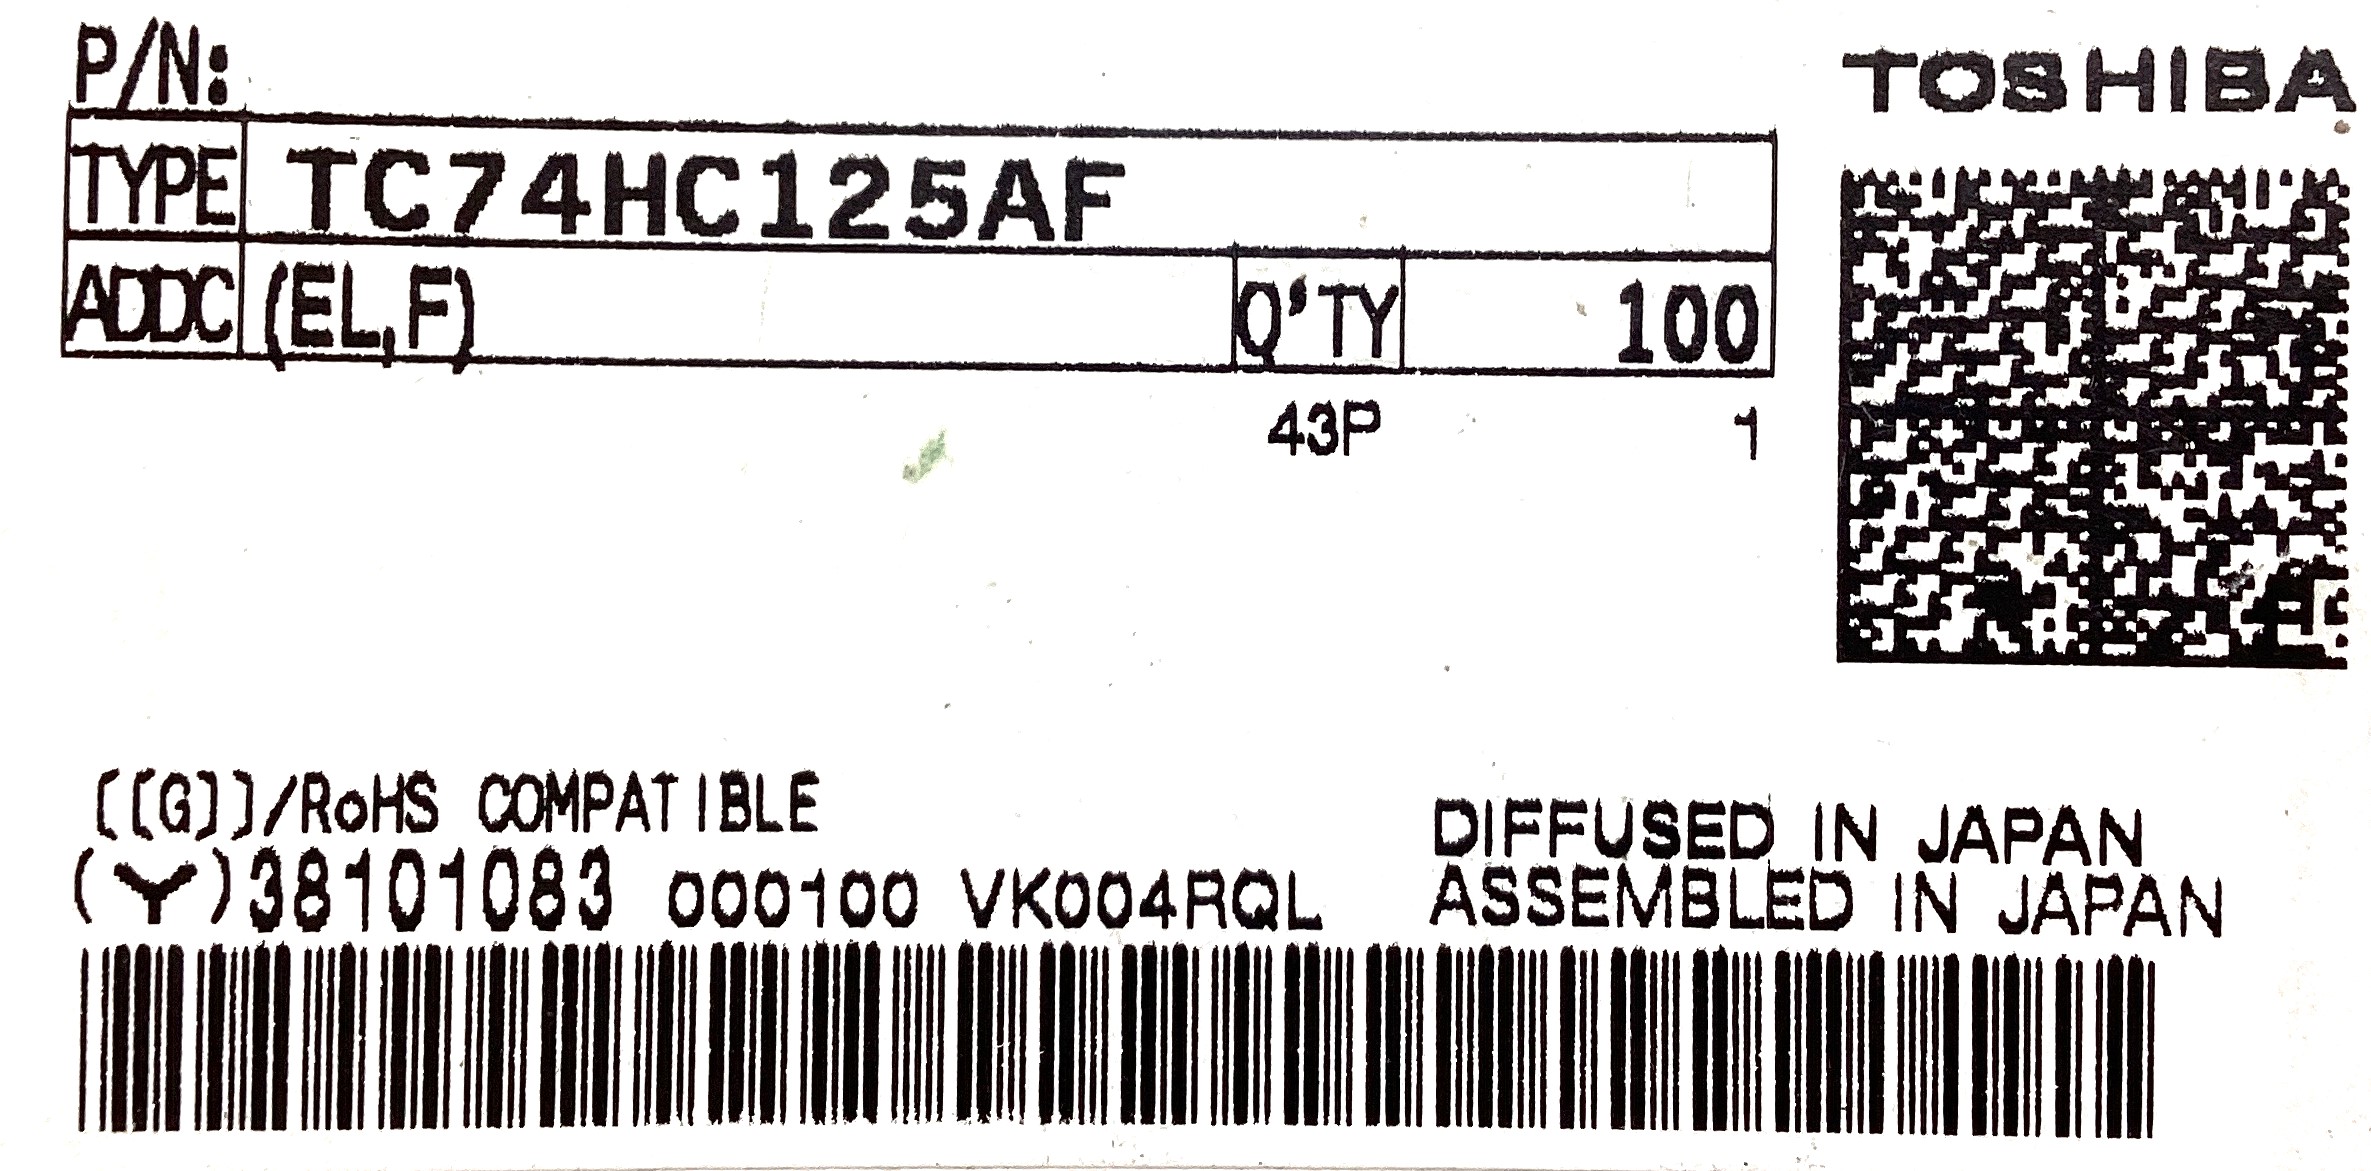 P/N:
TOSHIBA
TYPE TC74HC125AF
ADDC (EL,F) Q'TY 100
43P 1
[[G]]/RoHS COMPATIBLE
DIFFUSED IN JAPAN
(Y)38101083 000100 VK004RQL
ASSEMBLED IN JAPAN